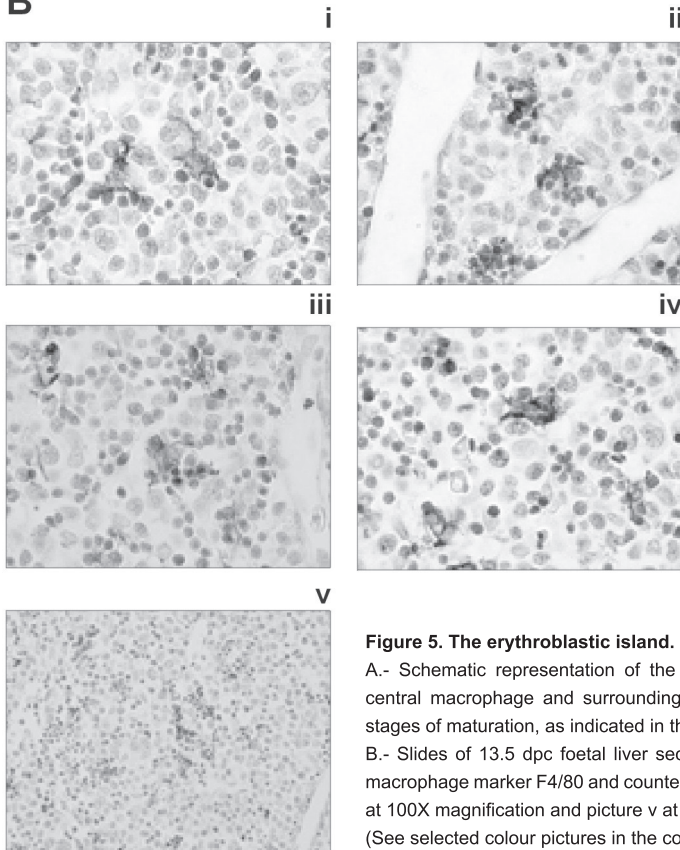 B
i
ii
iii
iv
v
Figure 5. The erythroblastic island.
A.- Schematic representation of the
central macrophage and surrounding
stages of maturation, as indicated in th
B.- Slides of 13.5 dpc foetal liver sec
macrophage marker F4/80 and counte
at 100X magnification and picture v at
(See selected colour pictures in the co